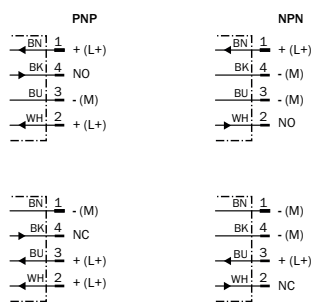 PNP
BN 1 + (L+)
BK 4 NO
BU 3 - (M)
WH 2 + (L+)
NPN
BN 1 + (L+)
BK 4 - (M)
BU 3 - (M)
WH 2 NO
BN 1 - (M)
BK 4 NC
BU 3 + (L+)
WH 2 + (L+)
BN 1 - (M)
BK 4 - (M)
BU 3 + (L+)
WH 2 NC